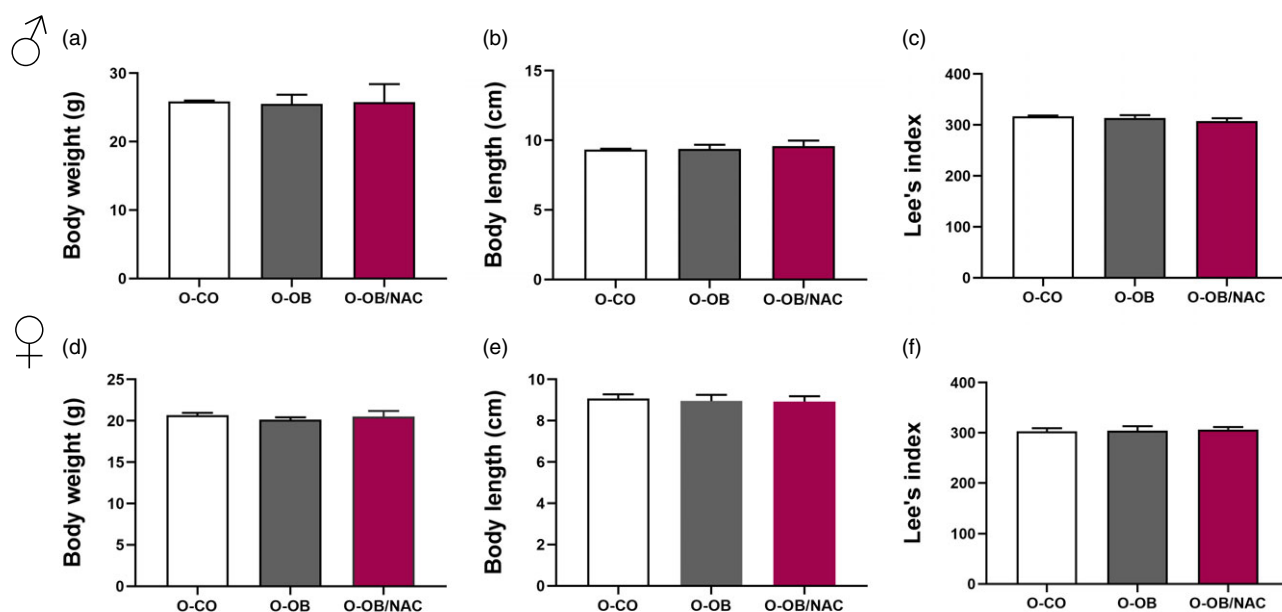 ♂
(a)
Body weight (g)
30
20
10
0
O-CO O-OB O-OB/NAC
(b)
Body length (cm)
15
10
5
0
O-CO O-OB O-OB/NAC
(c)
Lee's index
400
300
200
100
0
O-CO O-OB O-OB/NAC
♀
(d)
Body weight (g)
25
20
15
10
5
0
O-CO O-OB O-OB/NAC
(e)
Body length (cm)
10
8
6
4
2
0
O-CO O-OB O-OB/NAC
(f)
Lee's index
400
300
200
100
0
O-CO O-OB O-OB/NAC